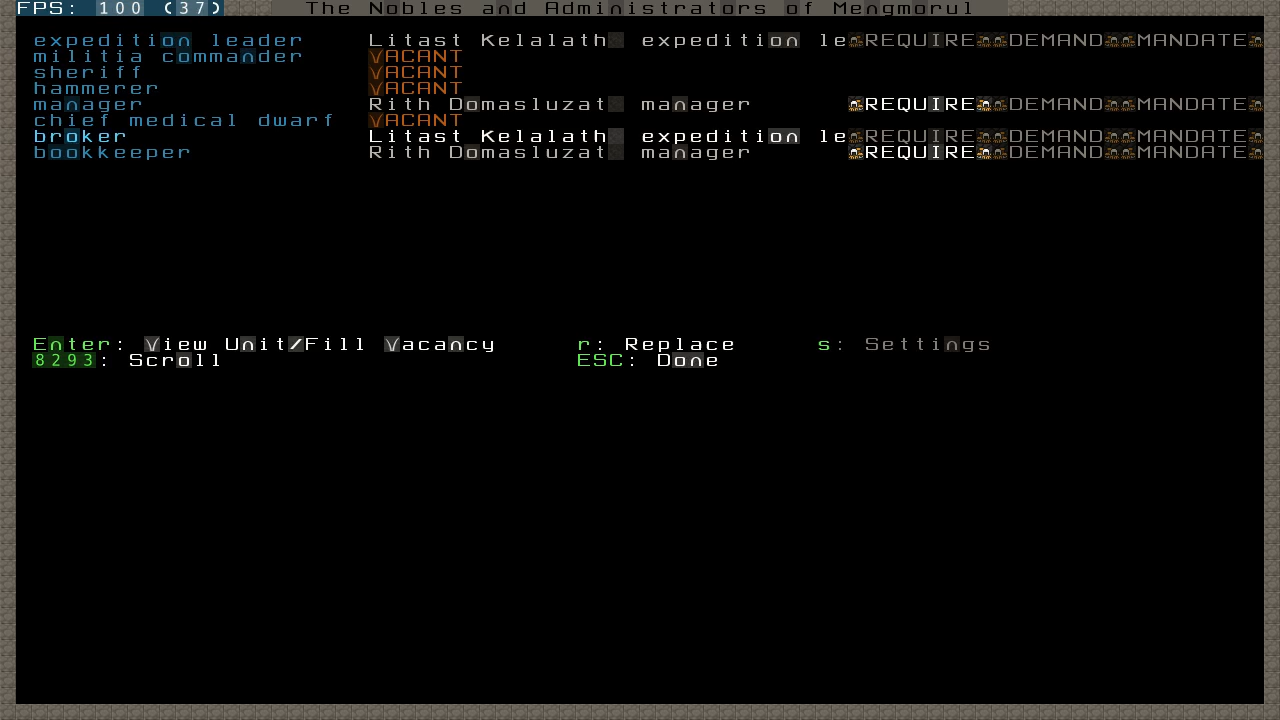 FPS: 100 (37) The Nobles and Administrators of Mengmorul
expedition leader Litast Kelalath expedition le REQUIRE DEMAND MANDATE
militia commander VACANT
sheriff VACANT
hammerer VACANT
manager Rith Domasluzat manager REQUIRE DEMAND MANDATE
chief medical dwarf VACANT
broker Litast Kelalath expedition le REQUIRE DEMAND MANDATE
bookkeeper Rith Domasluzat manager REQUIRE DEMAND MANDATE
Enter: View Unit/Fill Vacancy r: Replace s: Settings
8293: Scroll ESC: Done